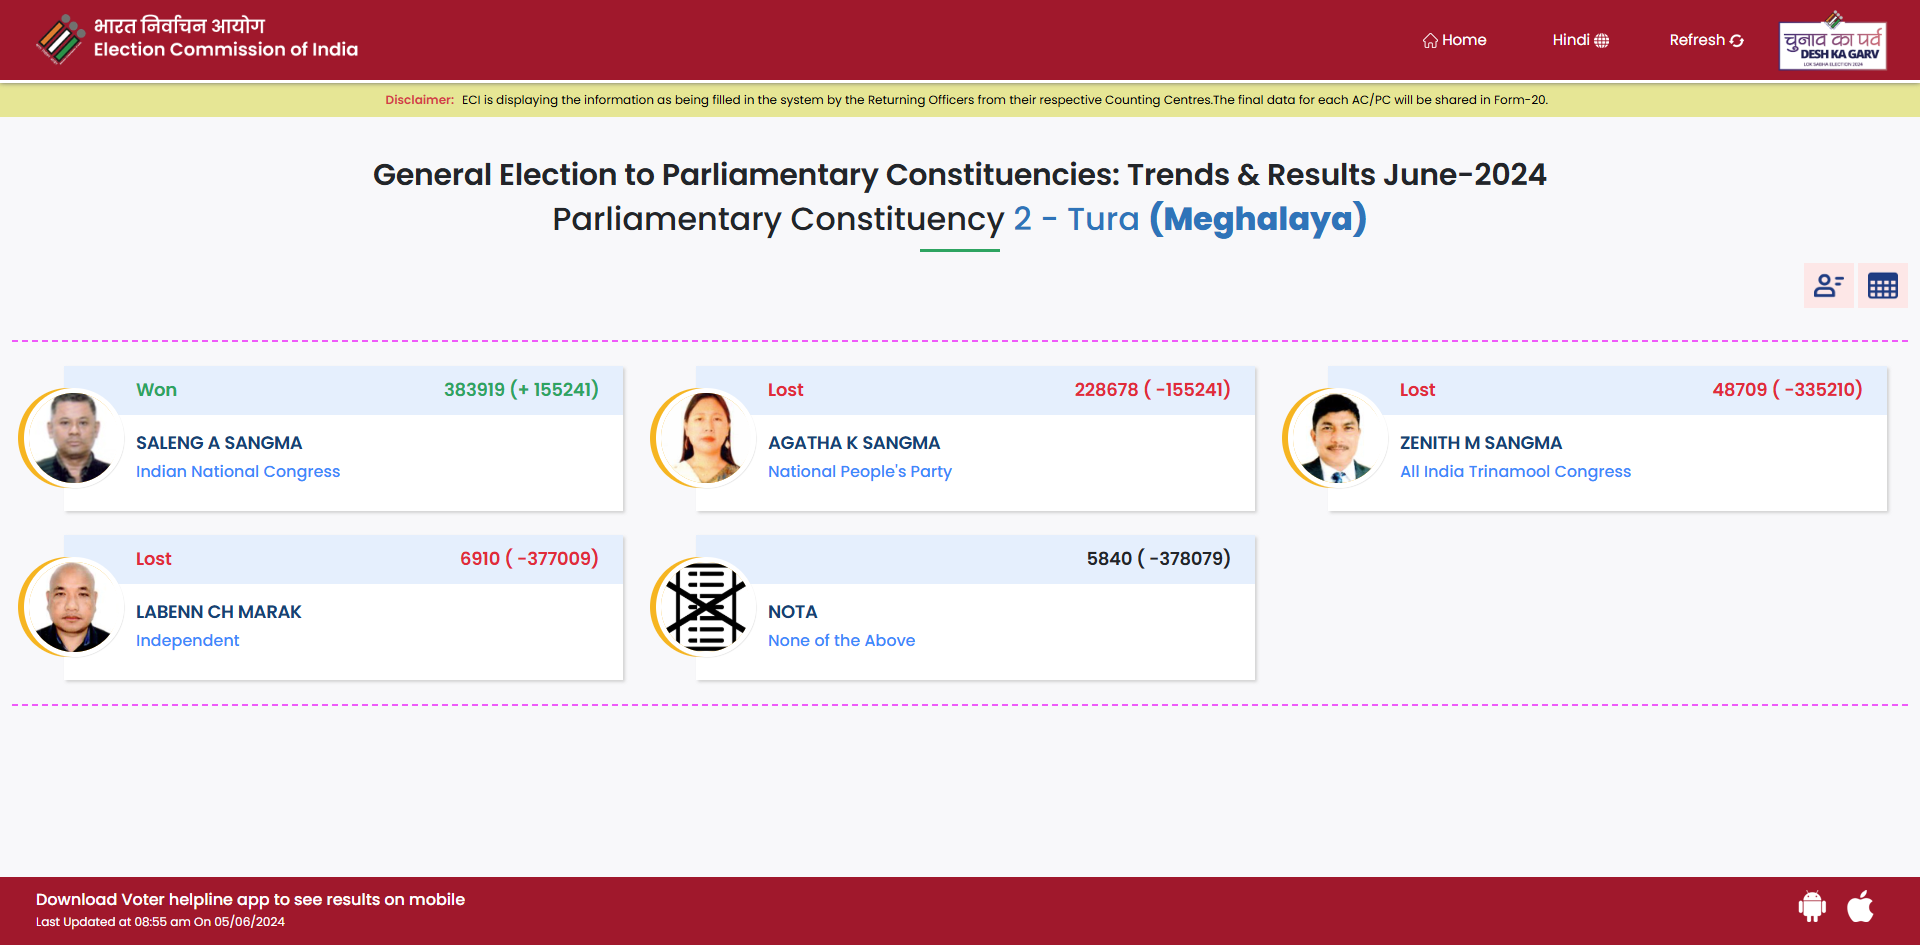 भारत निर्वाचन आयोग
Election Commission of India
Home
Hindi
Refresh
चुनाव का पर्व
DESH KA GARV
LOK SABHA ELECTION 2024
Disclaimer: ECI is displaying the information as being filled in the system by the Returning Officers from their respective Counting Centres.The final data for each AC/PC will be shared in Form-20.
General Election to Parliamentary Constituencies: Trends & Results June-2024
Parliamentary Constituency 2 - Tura (Meghalaya)
Won 383919 (+ 155241)
SALENG A SANGMA
Indian National Congress
Lost 228678 ( -155241)
AGATHA K SANGMA
National People's Party
Lost 48709 ( -335210)
ZENITH M SANGMA
All India Trinamool Congress
Lost 6910 ( -377009)
LABENN CH MARAK
Independent
5840 ( -378079)
NOTA
None of the Above
Download Voter helpline app to see results on mobile
Last Updated at 08:55 am On 05/06/2024